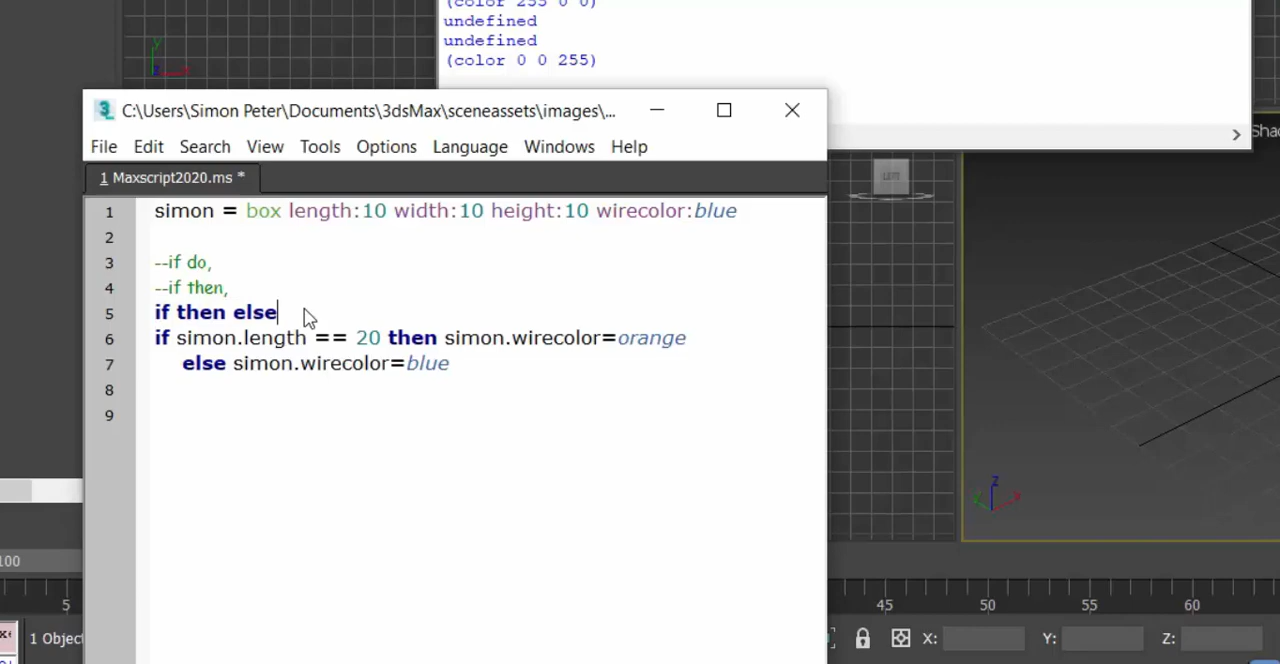 (color 255 0 0)
undefined
undefined
(color 0 0 255)
C:\Users\Simon Peter\Documents\3dsMax\sceneassets\images\...
File Edit Search View Tools Options Language Windows Help
1 Maxscript2020.ms *
1 simon = box length:10 width:10 height:10 wirecolor:blue
2
3 --if do,
4 --if then,
5 if then else
6 if simon.length == 20 then simon.wirecolor=orange
7 else simon.wirecolor=blue
8
9
LEFT
Sha
y
x
z
y
x
100
5 45 50 55 60
1 Objec
X: Y: Z: